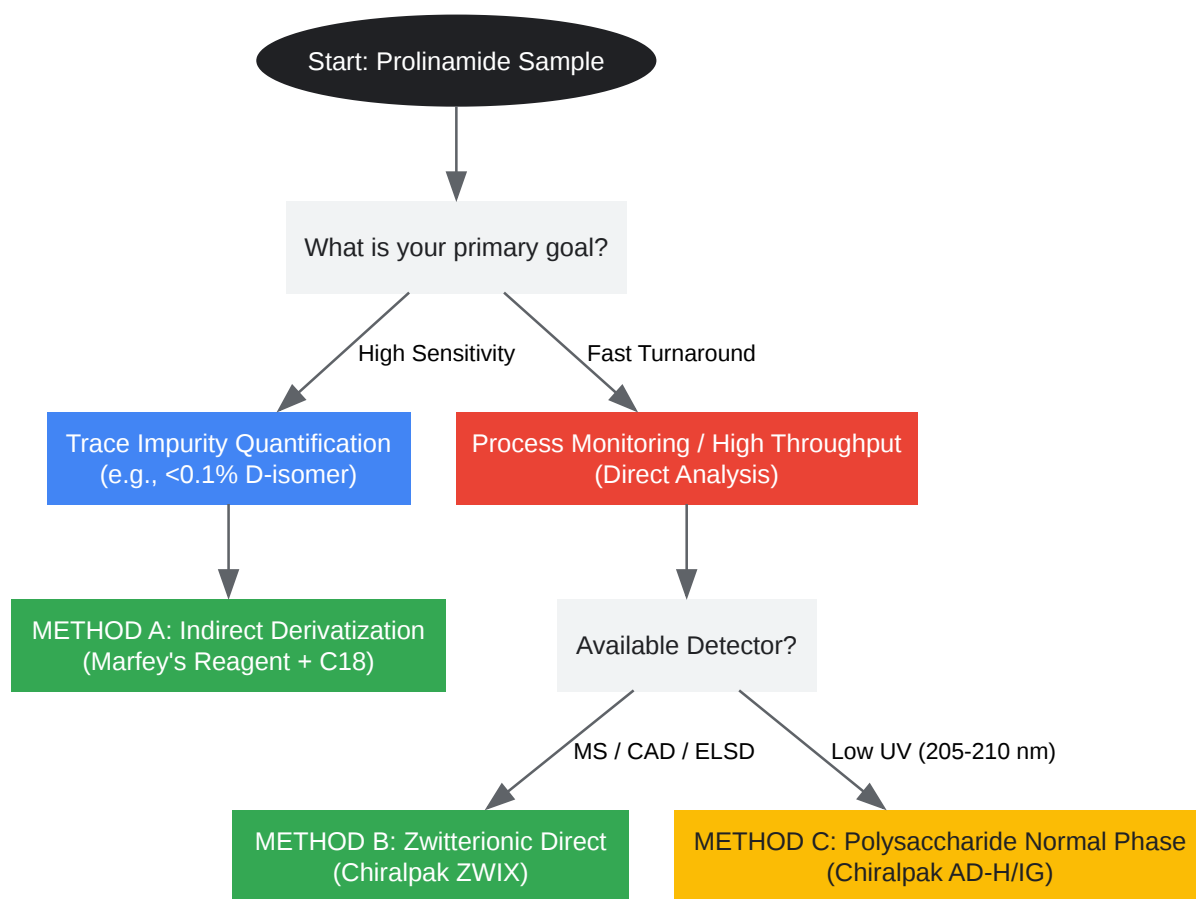 Start: Prolinamide Sample
What is your primary goal?
High Sensitivity
Fast Turnaround
Trace Impurity Quantification
(e.g., <0.1% D-isomer)
Process Monitoring / High Throughput
(Direct Analysis)
METHOD A: Indirect Derivatization
(Marfey's Reagent + C18)
Available Detector?
MS / CAD / ELSD
Low UV (205-210 nm)
METHOD B: Zwitterionic Direct
(Chiralpak ZWIX)
METHOD C: Polysaccharide Normal Phase
(Chiralpak AD-H/IG)